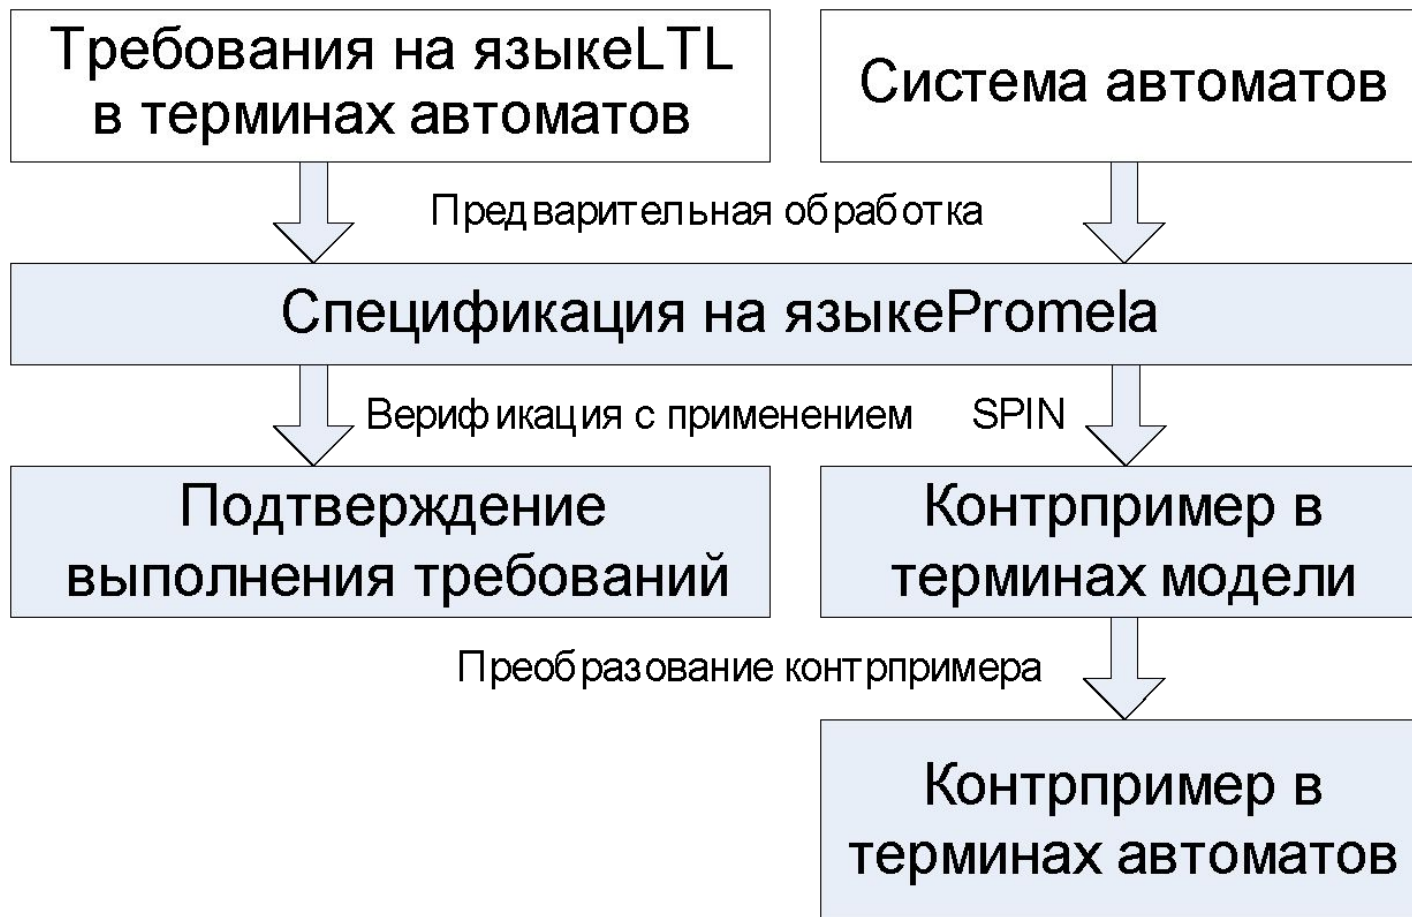 Требования на языкеLTL
в терминах автоматов
Система автоматов
Предварительная обработка
Спецификация на языкеPromela
Верификация с применением SPIN
Подтверждение
выполнения требований
Контрпример в
терминах модели
Преобразование контрпримера
Контрпример в
терминах автоматов